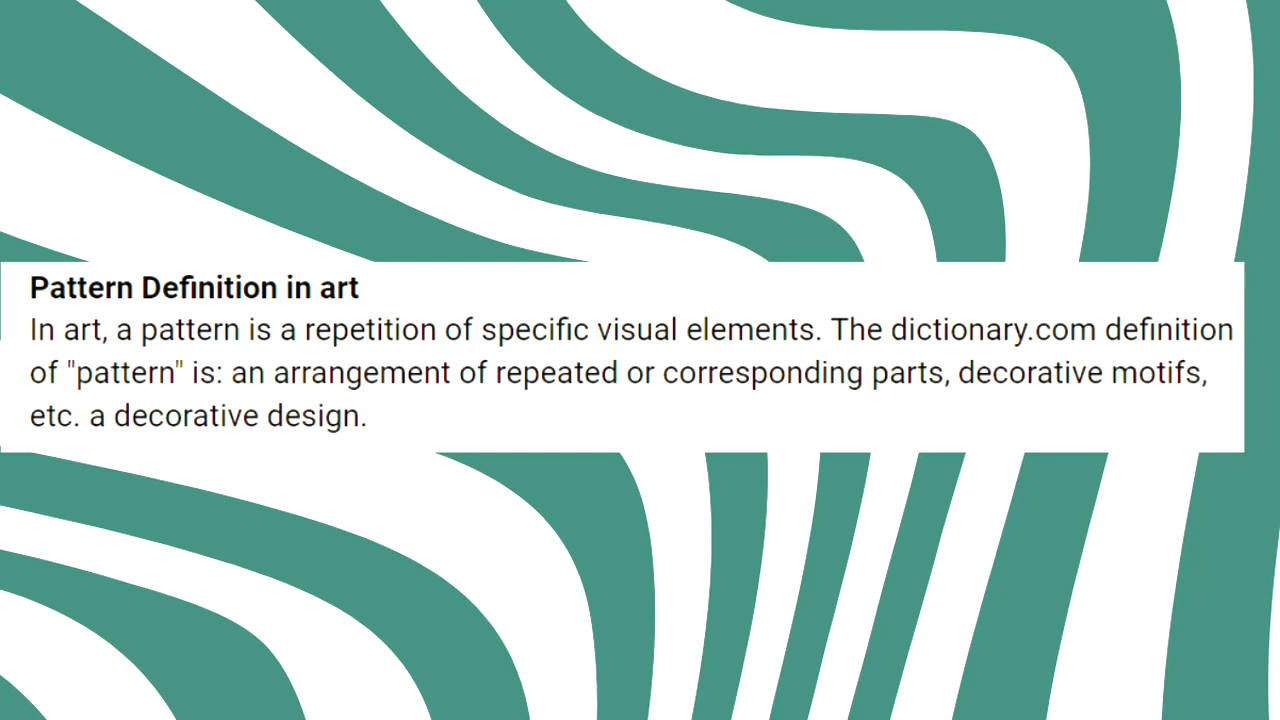 Pattern Definition in art
In art, a pattern is a repetition of specific visual elements. The dictionary.com definition
of "pattern" is: an arrangement of repeated or corresponding parts, decorative motifs,
etc. a decorative design.